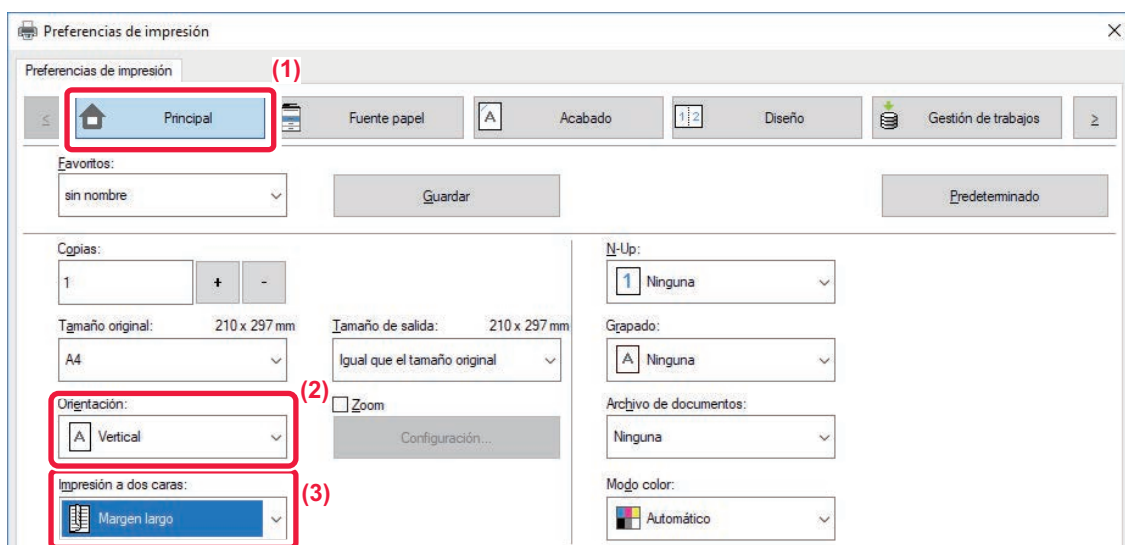 Preferencias de impresión
Preferencias de impresión
(1)
≤ Principal Fuente papel A Acabado 1 2 Diseño Gestión de trabajos ≥
Favoritos:
sin nombre Guardar Predeterminado
Copias: N-Up:
1 + - 1 Ninguna
Tamaño original: 210 x 297 mm Tamaño de salida: 210 x 297 mm Grapado:
A4 Igual que el tamaño original A Ninguna
(2)
Orientación: Zoom Archivo de documentos:
A Vertical Configuración... Ninguna
Impresión a dos caras: (3) Modo color:
Margen largo Automático